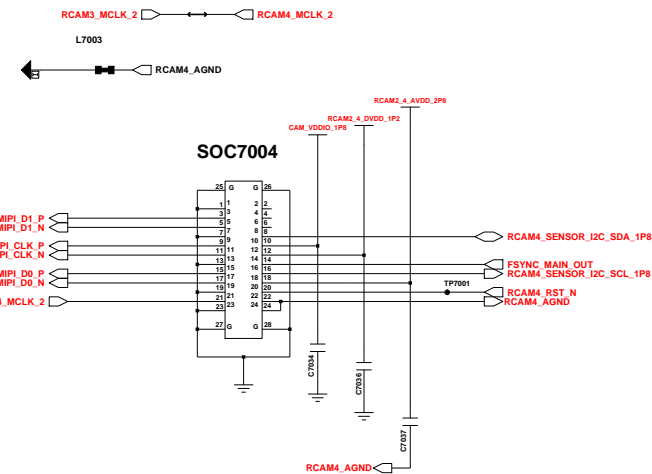 RCAM3_MCLK_2 RCAM4_MCLK_2
L7003
RCAM4_AGND
RCAM2_4_AVDD_2P8
RCAM2_4_DVDD_1P2
CAM_VDDIO_1P8
SOC7004
25 G G 26
1 1 2 2
3 3 4 4
MIPI_D1_P
5 5 6 6
MIPI_D1_N
7 7 8 8
RCAM4_SENSOR_I2C_SDA_1P8
9 9 10 10
PI_CLK_P
11 11 12 12
PI_CLK_N
13 13 14 14
FSYNC_MAIN_OUT
15 15 16 16
MIPI_D0_P
RCAM4_SENSOR_I2C_SCL_1P8
17 17 18 18
MIPI_D0_N
TP7001
19 19 20 20
RCAM4_RST_N
21 21 22 22
4_MCLK_2
RCAM4_AGND
23 23 24 24
27 G G 28
C7034
C7036
C7037
RCAM4_AGND